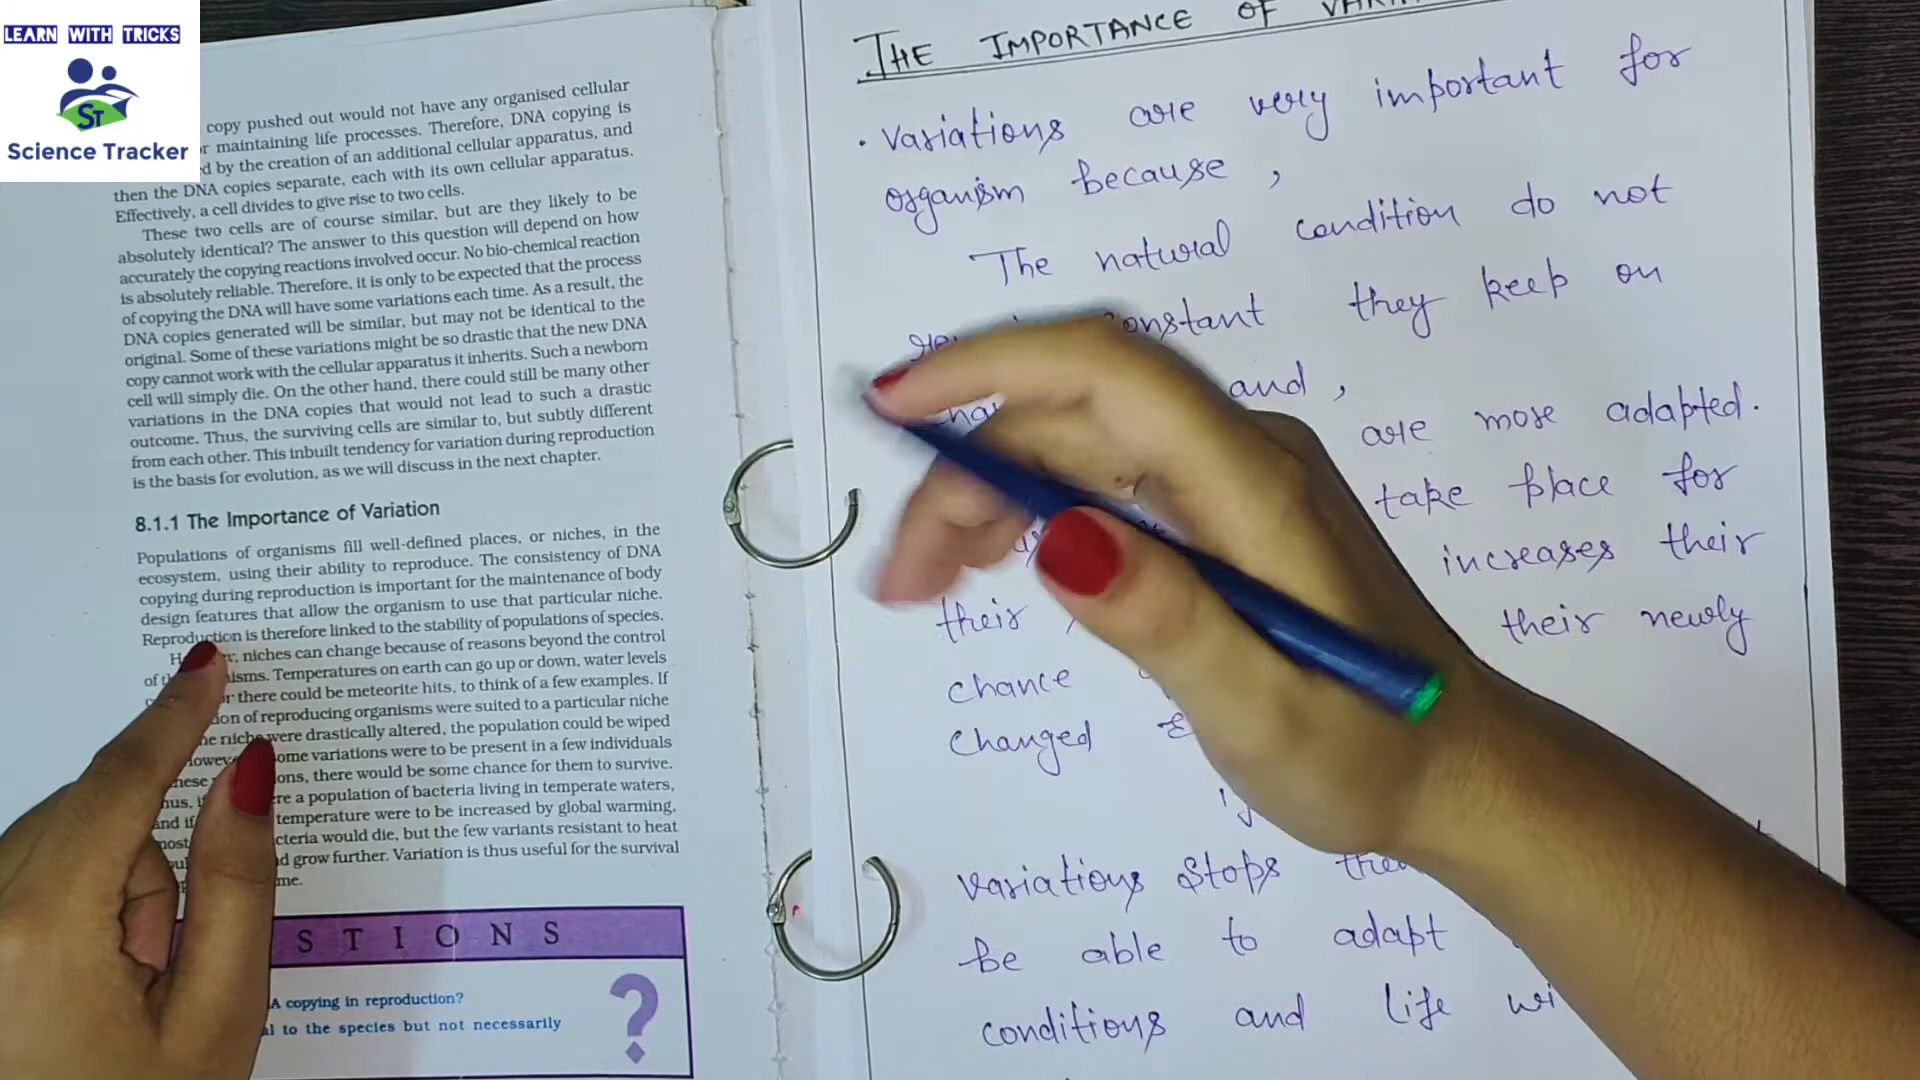 LEARN WITH TRICKS
ST
Science Tracker
copy pushed out would not have any organised cellular
maintaining life processes. Therefore, DNA copying is
by the creation of an additional cellular apparatus, and
then the DNA copies separate, each with its own cellular apparatus.
Effectively, a cell divides to give rise to two cells.
These two cells are of course similar, but are they likely to be
absolutely identical? The answer to this question will depend on how
accurately the copying reactions involved occur. No bio-chemical reaction
is absolutely reliable. Therefore, it is only to be expected that the process
of copying the DNA will have some variations each time. As a result, the
DNA copies generated will be similar, but may not be identical to the
original. Some of these variations might be so drastic that the new DNA
copy cannot work with the cellular apparatus it inherits. Such a newborn
cell will simply die. On the other hand, there could still be many other
variations in the DNA copies that would not lead to such a drastic
outcome. Thus, the surviving cells are similar to, but subtly different
from each other. This inbuilt tendency for variation during reproduction
is the basis for evolution, as we will discuss in the next chapter.
8.1.1 The Importance of Variation
Populations of organisms fill well-defined places, or niches, in the
ecosystem, using their ability to reproduce. The consistency of DNA
copying during reproduction is important for the maintenance of body
design features that allow the organism to use that particular niche.
Reproduction is therefore linked to the stability of populations of species.
niches can change because of reasons beyond the control
of Temperatures on earth can go up or down, water levels
there could be meteorite hits, to think of a few examples. If
of reproducing organisms were suited to a particular niche
niche were drastically altered, the population could be wiped
some variations were to be present in a few individuals
there would be some chance for them to survive.
a population of bacteria living in temperate waters,
and if temperature were to be increased by global warming,
would die, but the few variants resistant to heat
grow further. Variation is thus useful for the survival
STIONS
copying in reproduction?
to the species but not necessarily
?
THE IMPORTANCE OF
. Variations are very important for
organism because ,
The natural condition do not
constant they keep on
and ,
are more adapted.
take place for
increases their
their their newly
chance
changed
variations stops
be able to adapt
conditions and life